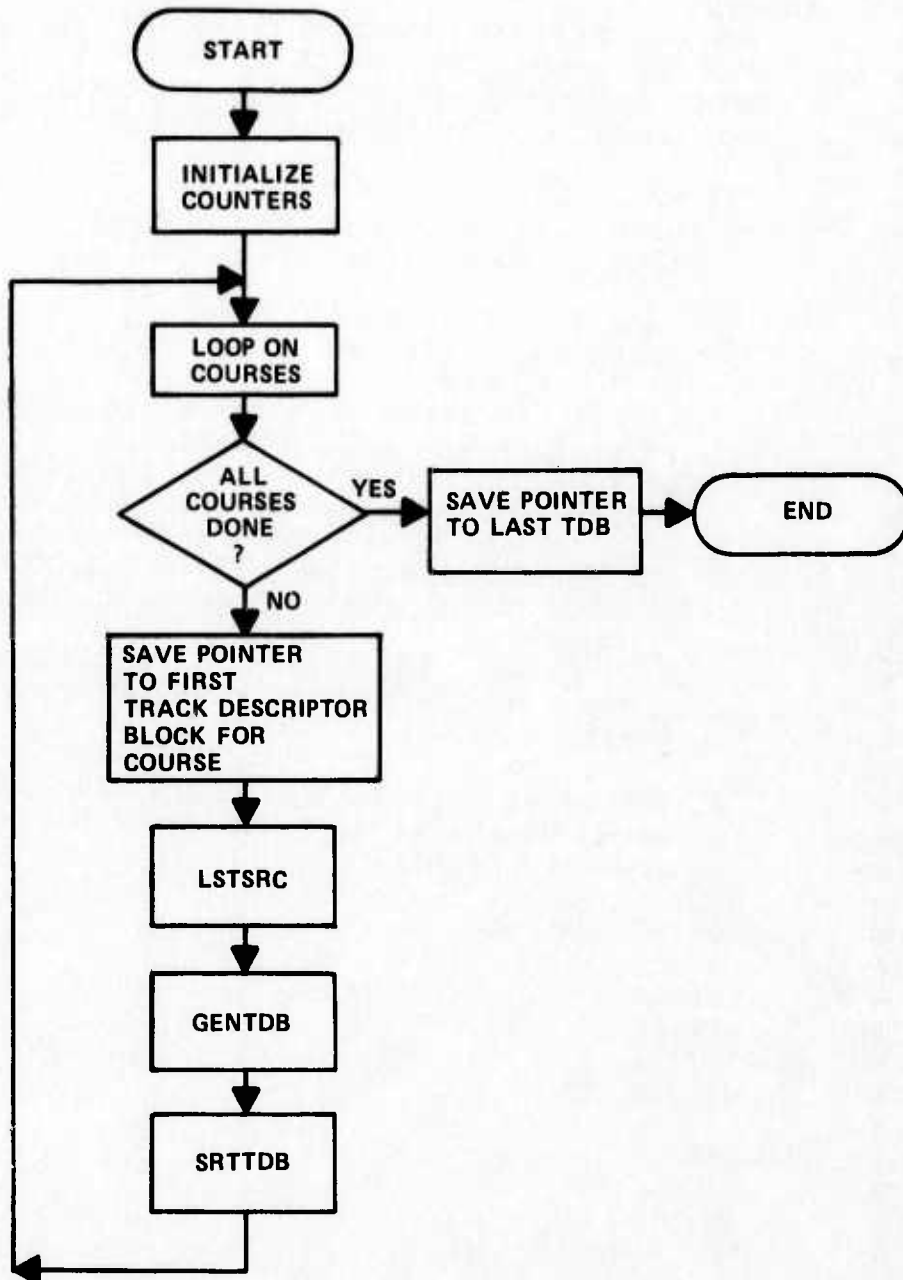 START
INITIALIZE
COUNTERS
LOOP ON
COURSES
ALL
COURSES
DONE
?
YES
SAVE POINTER
TO LAST TDB
END
NO
SAVE POINTER
TO FIRST
TRACK DESCRIPTOR
BLOCK FOR
COURSE
LSTSRC
GENTDB
SRTTDB